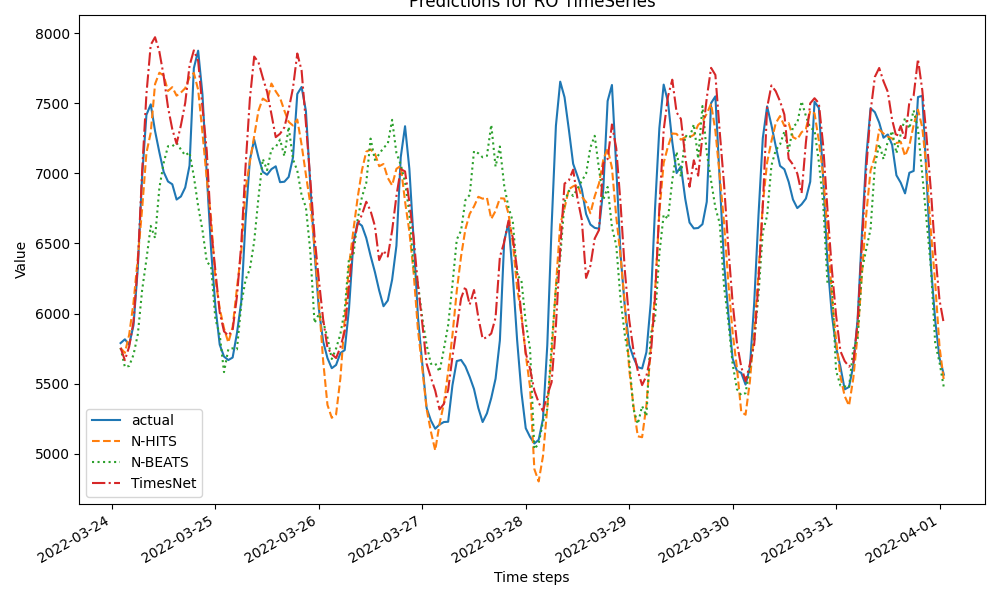 Predictions for RO TimeSeries
8000
7500
7000
6500
6000
5500
5000
Value
actual
N-HITS
N-BEATS
TimesNet
2022-03-24
2022-03-25
2022-03-26
2022-03-27
2022-03-28
2022-03-29
2022-03-30
2022-03-31
2022-04-01
Time steps